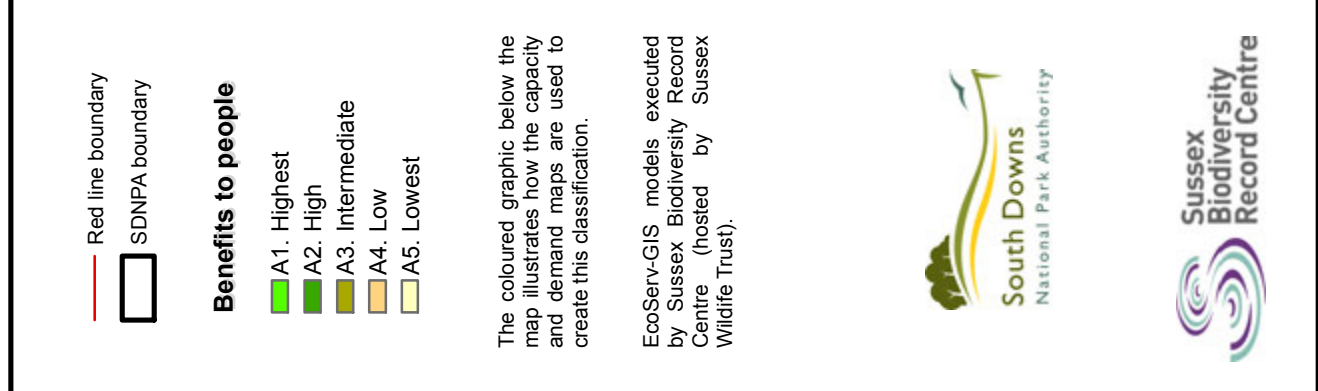 Red line boundary
SDNPA boundary
Benefits to people
A1. Highest
A2. High
A3. Intermediate
A4. Low
A5. Lowest
The coloured graphic below the
map illustrates how the capacity
and demand maps are used to
create this classification.
EcoServ-GIS models executed
by Sussex Biodiversity Record
Centre (hosted by Sussex
Wildlife Trust).
South Downs
National Park Authority
Sussex
Biodiversity
Record Centre